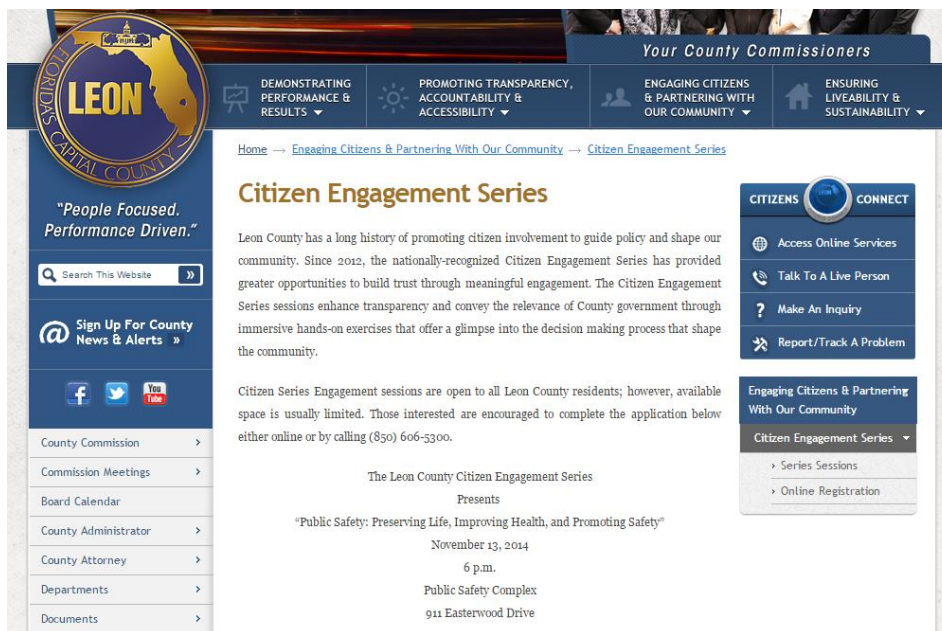 Your County Commissioners
FLORIDA'S CAPITAL COUNTY
LEON
DEMONSTRATING
PERFORMANCE &
RESULTS
PROMOTING TRANSPARENCY,
ACCOUNTABILITY &
ACCESSIBILITY
ENGAGING CITIZENS
& PARTNERING WITH
OUR COMMUNITY
ENSURING
LIVEABILITY &
SUSTAINABILITY
"People Focused.
Performance Driven."
Search This Website »
@ Sign Up For County
News & Alerts »
f
You
Tube
County Commission >
Commission Meetings >
Board Calendar
County Administrator >
County Attorney >
Departments >
Documents >
Home → Engaging Citizens & Partnering With Our Community → Citizen Engagement Series
Citizen Engagement Series
Leon County has a long history of promoting citizen involvement to guide policy and shape our
community. Since 2012, the nationally-recognized Citizen Engagement Series has provided
greater opportunities to build trust through meaningful engagement. The Citizen Engagement
Series sessions enhance transparency and convey the relevance of County government through
immersive hands-on exercises that offer a glimpse into the decision making process that shape
the community.
Citizen Series Engagement sessions are open to all Leon County residents; however, available
space is usually limited. Those interested are encouraged to complete the application below
either online or by calling (850) 606-5300.
The Leon County Citizen Engagement Series
Presents
"Public Safety: Preserving Life, Improving Health, and Promoting Safety"
November 13, 2014
6 p.m.
Public Safety Complex
911 Easterwood Drive
CITIZENS CONNECT
Access Online Services
Talk To A Live Person
? Make An Inquiry
Report/Track A Problem
Engaging Citizens & Partnering
With Our Community
Citizen Engagement Series
› Series Sessions
› Online Registration